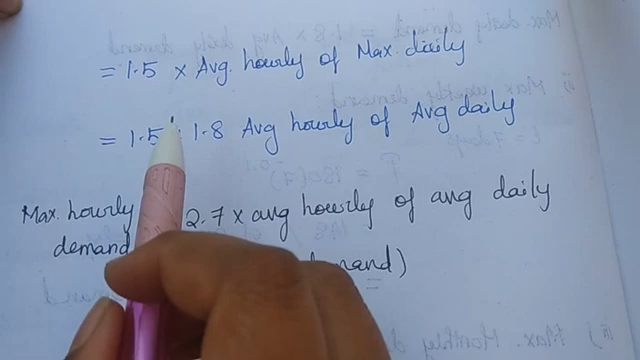 = 1.5 × Avg. hourly of Max. daily
= 1.5 1.8 Avg hourly of Avg daily
Max. hourly 2.7 × avg hourly of avg daily
demand